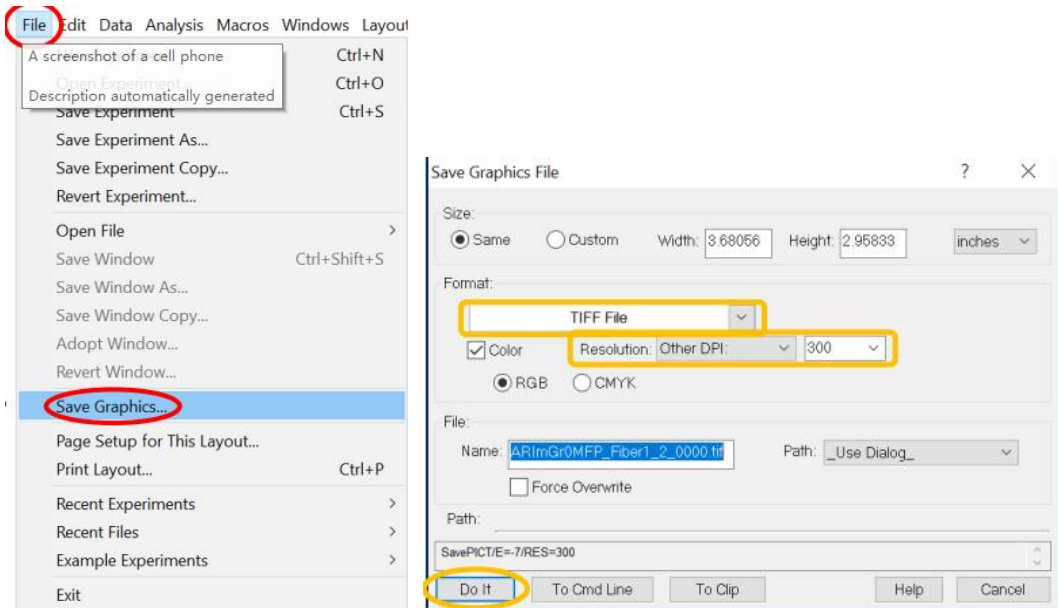 File Edit Data Analysis Macros Windows Layout
A screenshot of a cell phone
Description automatically generated
Ctrl+N
Open Experiment... Ctrl+O
Save Experiment Ctrl+S
Save Experiment As...
Save Experiment Copy...
Revert Experiment...
Open File >
Save Window Ctrl+Shift+S
Save Window As...
Save Window Copy...
Adopt Window...
Revert Window...
Save Graphics...
Page Setup for This Layout...
Print Layout... Ctrl+P
Recent Experiments >
Recent Files >
Example Experiments >
Exit
Save Graphics File ? X
Size:
Same Custom Width: 3.68056 Height: 2.95833 inches
Format:
TIFF File
Color Resolution: Other DPI: 300
RGB CMYK
File:
Name: ARImGr0MFP_Fiber1_2_0000.tif Path: _Use Dialog_
Force Overwrite
Path:
SavePICT/E=-7/RES=300
Do It To Cmd Line To Clip Help Cancel